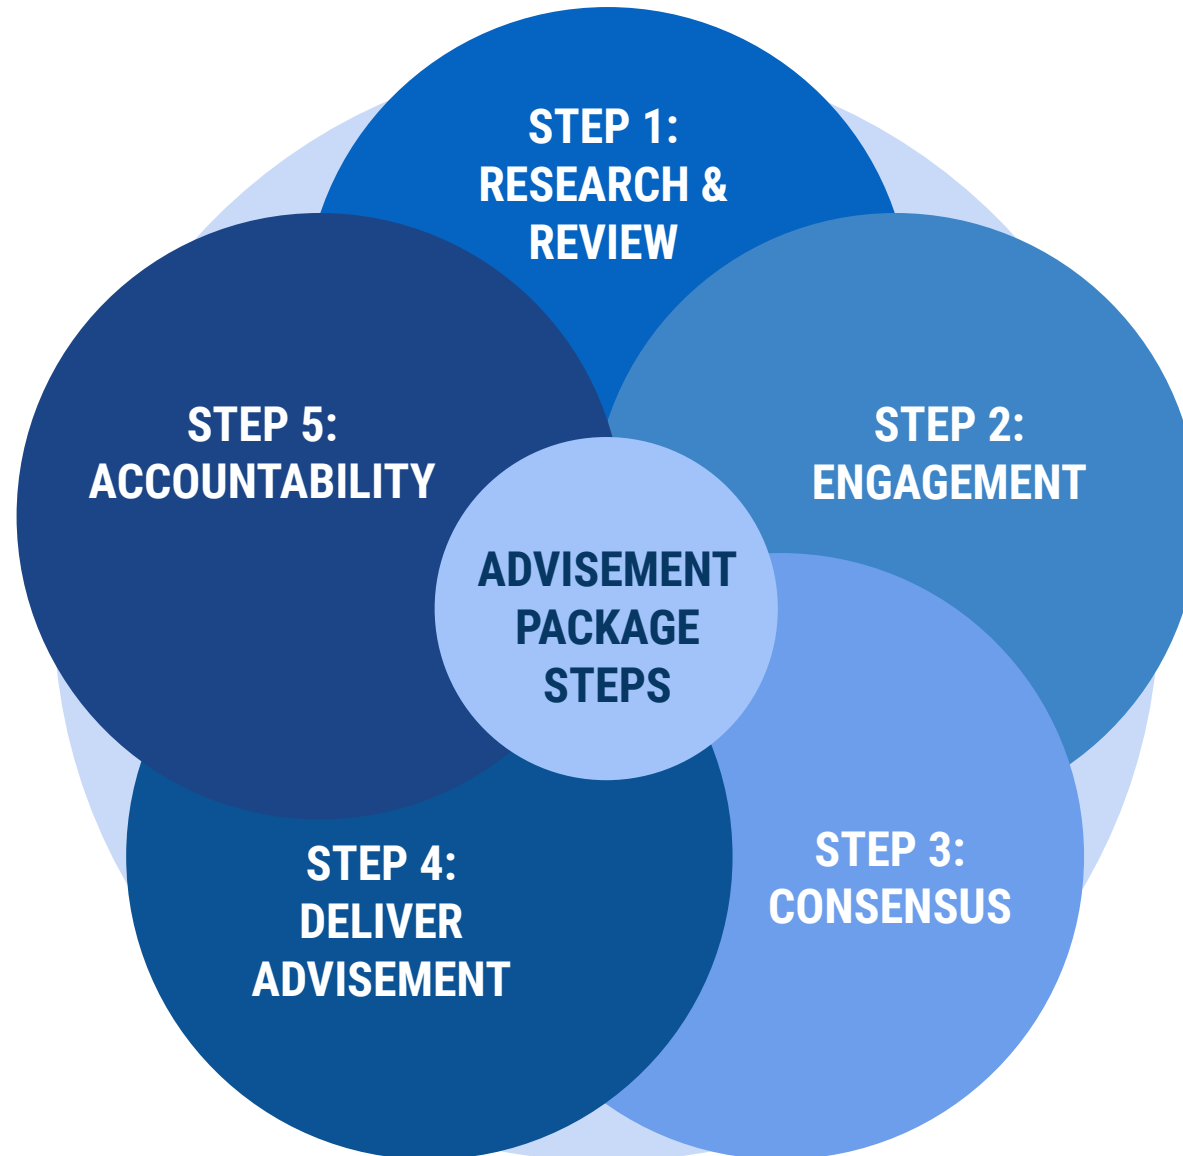 STEP 1:
RESEARCH &
REVIEW
STEP 2:
ENGAGEMENT
STEP 3:
CONSENSUS
STEP 4:
DELIVER
ADVISEMENT
STEP 5:
ACCOUNTABILITY
ADVISEMENT
PACKAGE
STEPS